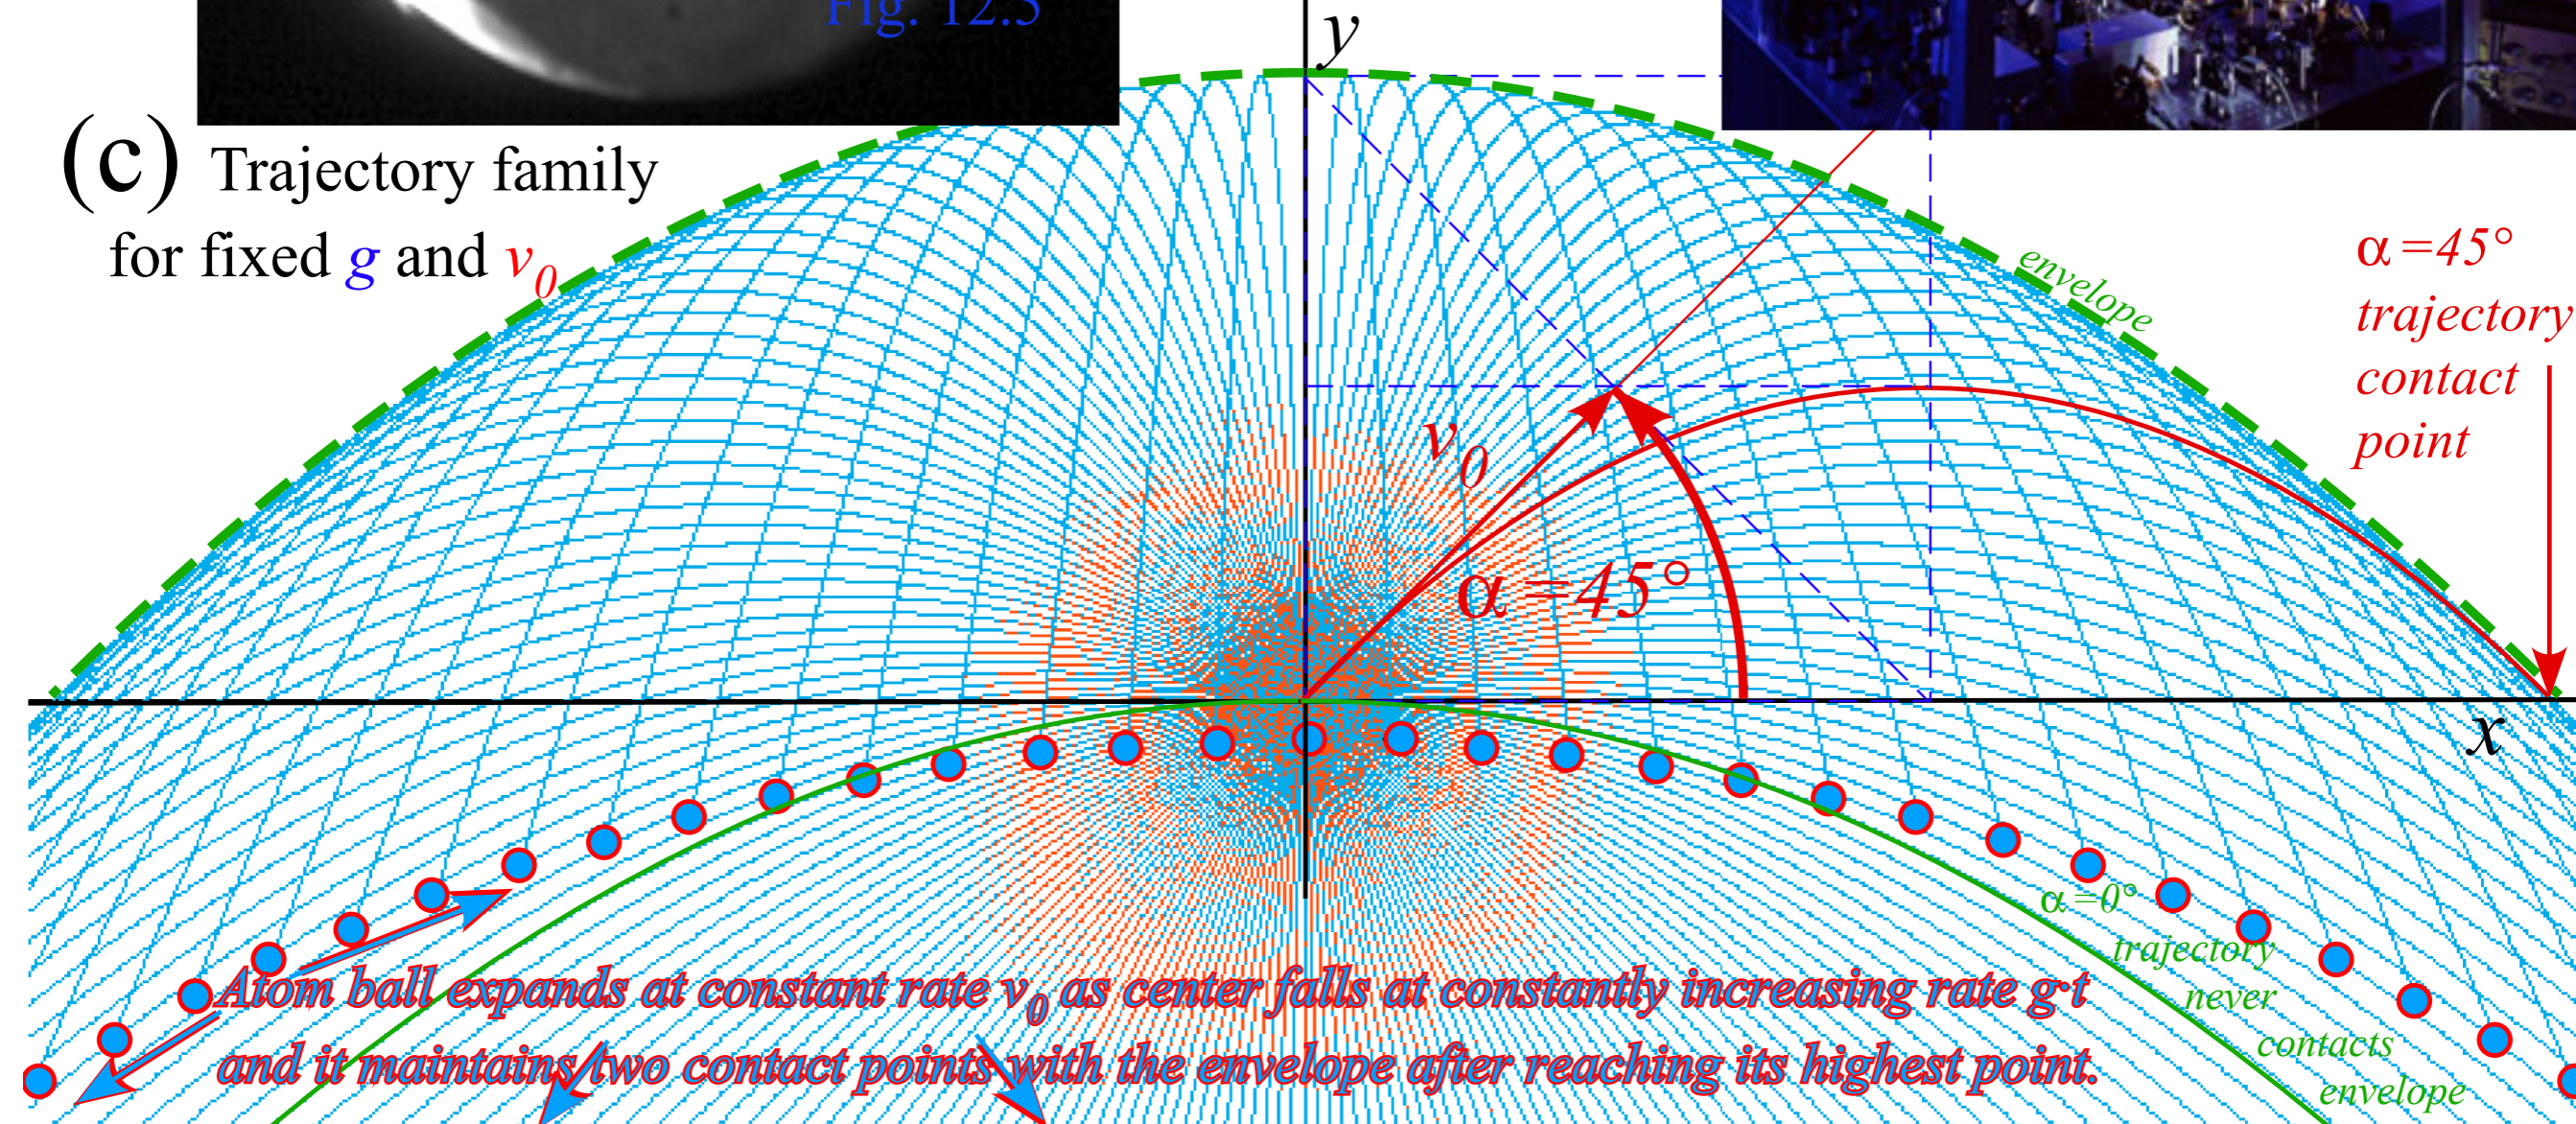 Fig. 12.5
y
(c) Trajectory family
for fixed g and v0
envelope
α=45°
trajectory
contact
point
v0
α=45°
x
α=0°
trajectory
never
contacts
envelope
Atom ball expands at constant rate v0 as center falls at constantly increasing rate g·t
and it maintains two contact points with the envelope after reaching its highest point.